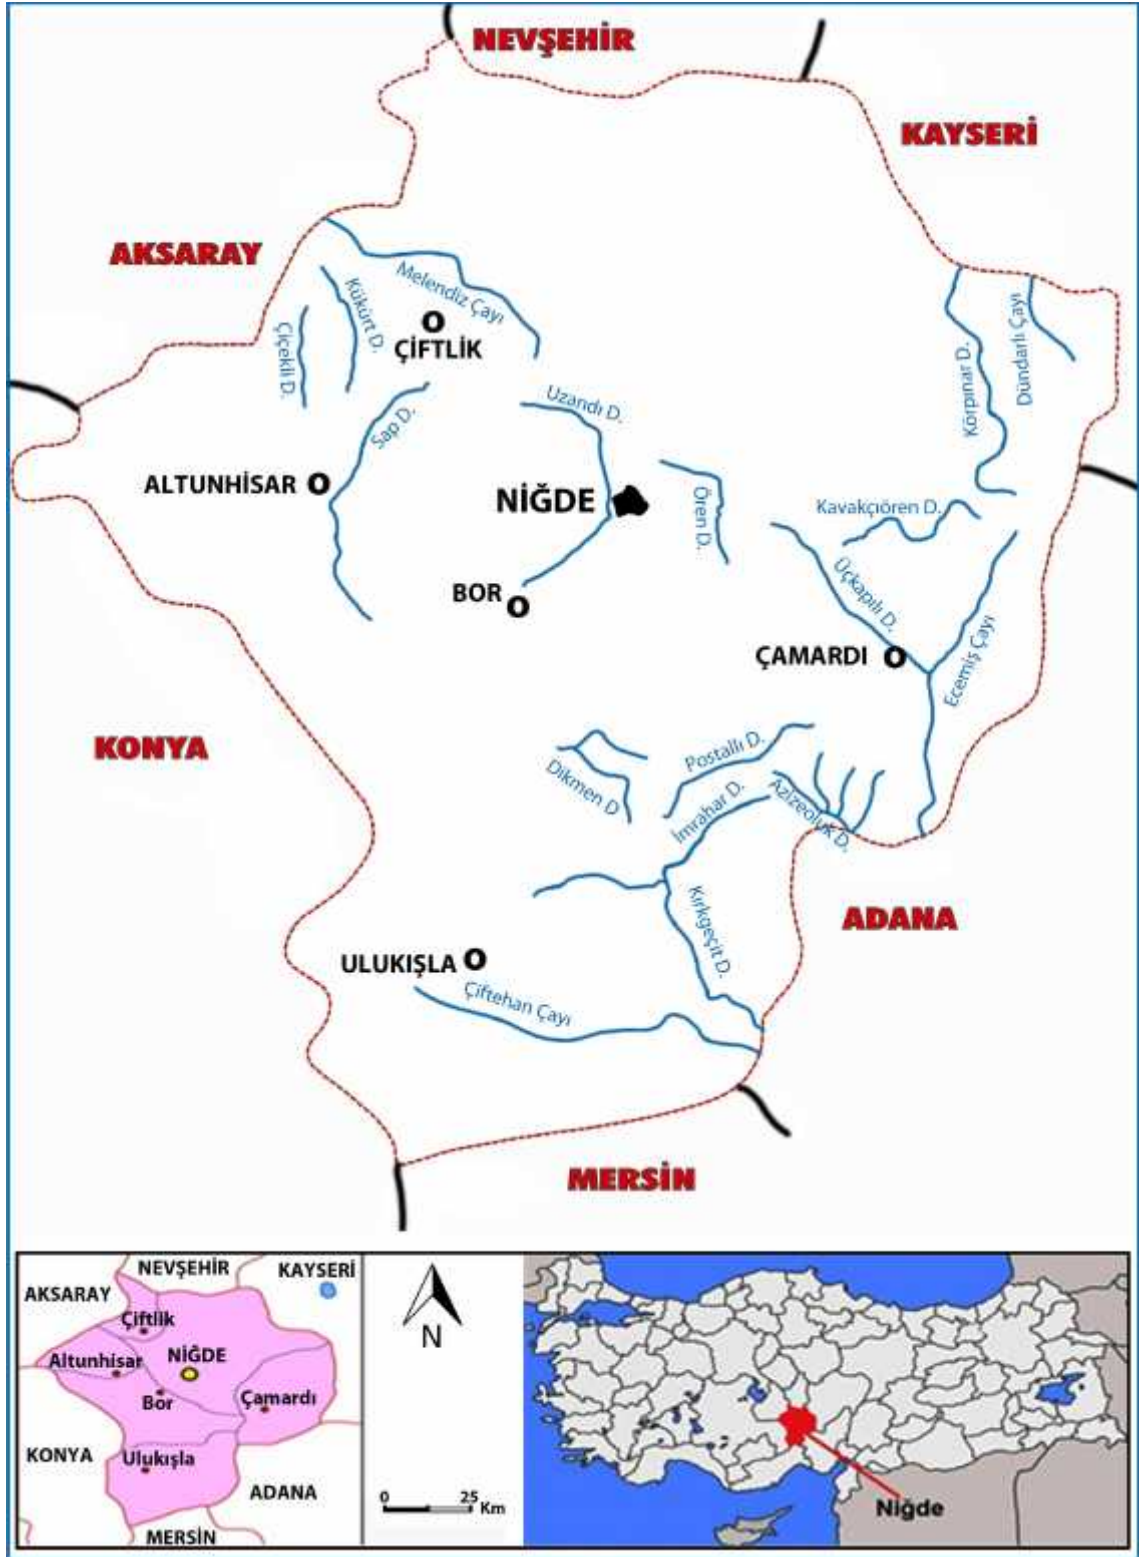 NEVŞEHİR
KAYSERİ
AKSARAY
Melendiz Çayı
Kükürt D.
Çiçekli D.
ÇİFTLİK
Körpınar D.
Dündarlı Çayı
Uzandı D.
Sap D.
ALTUNHİSAR
NİĞDE
Ören D.
Kavakçıören D.
BOR
Üçkapılı D.
ÇAMARDI
Ecemiş Çayı
KONYA
Postallı D.
Dikmen D
İmrahar D.
Azizeoluk D.
Kırkgeçit D.
ADANA
ULUKIŞLA
Çiftehan Çayı
MERSİN
NEVŞEHİR
KAYSERİ
AKSARAY
Çiftlik
Altunhisar
NİĞDE
Bor
Çamardı
KONYA
Ulukışla
ADANA
MERSİN
N
0 25 Km
Niğde